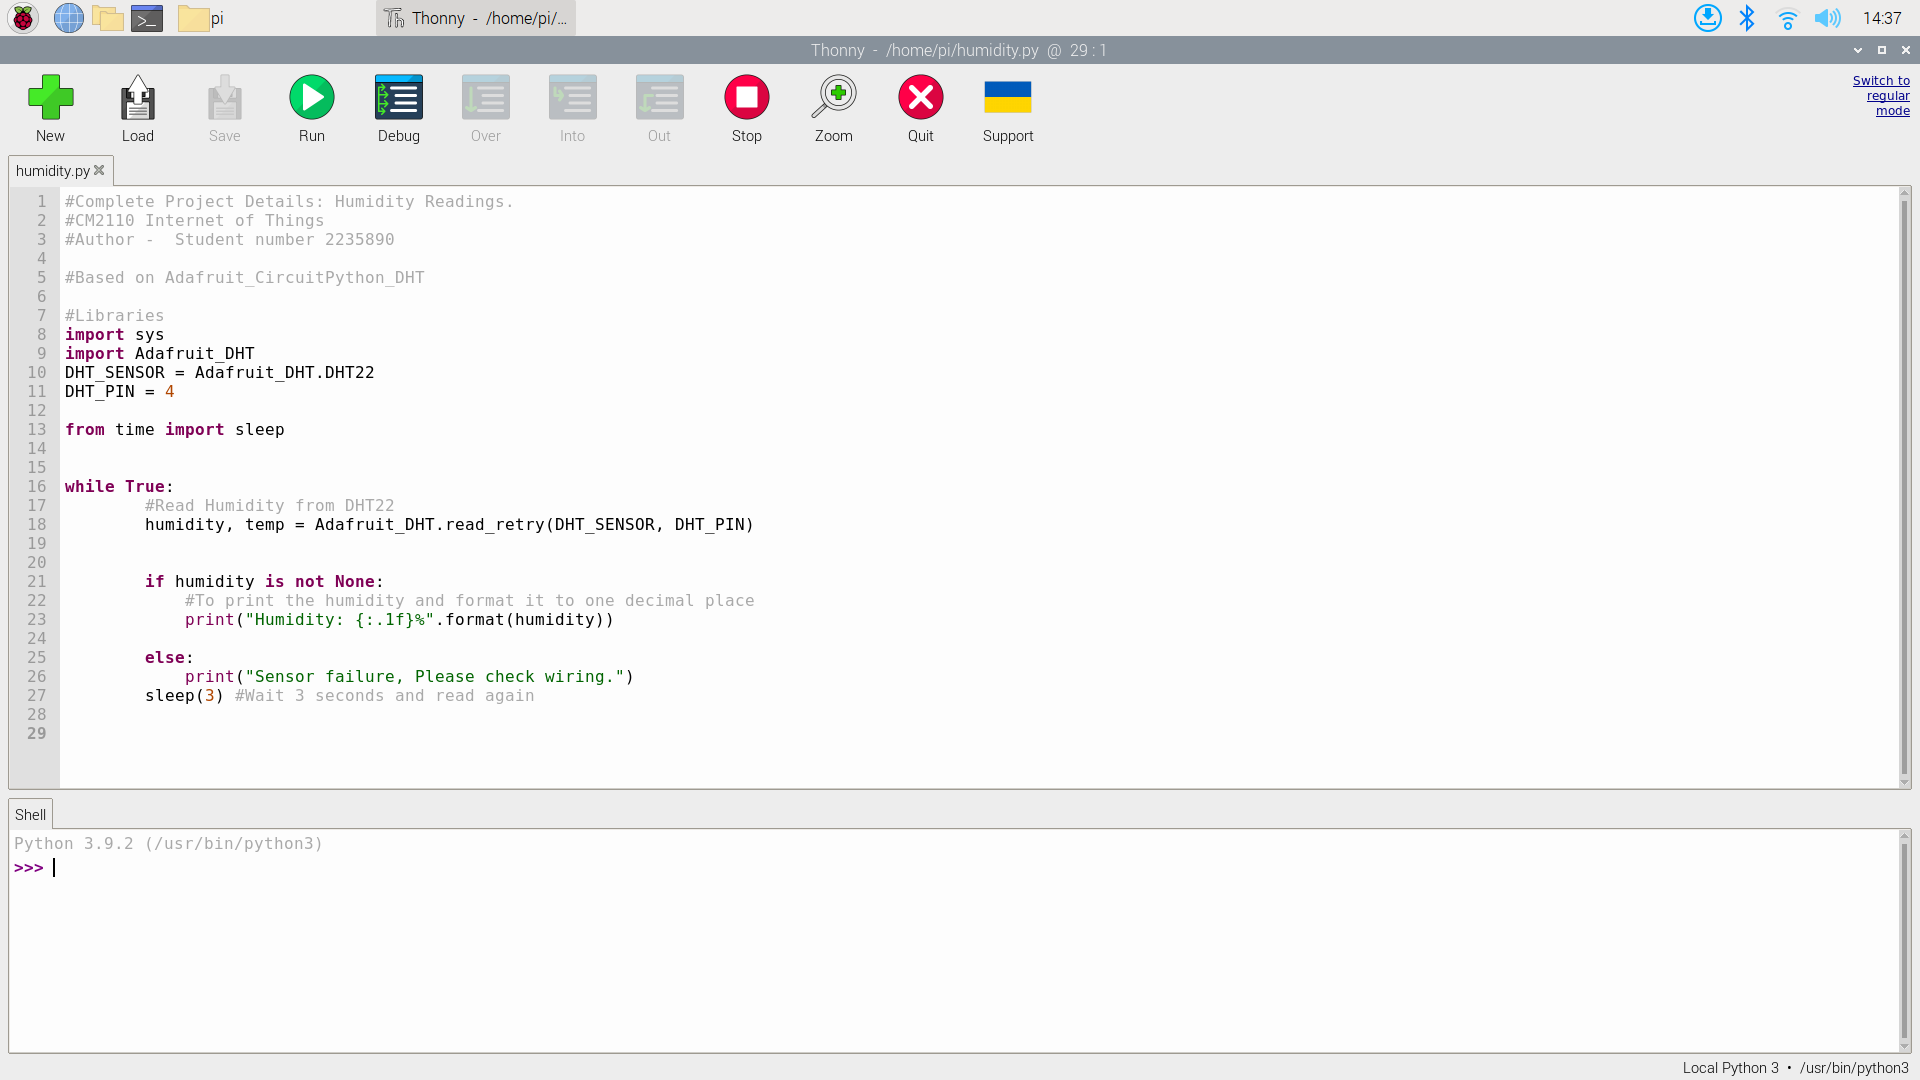 pi
Thonny - /home/pi/...
14:37
Thonny - /home/pi/humidity.py @ 29 : 1
New
Load
Save
Run
Debug
Over
Into
Out
Stop
Zoom
Quit
Support
Switch to
regular
mode
humidity.py
1 #Complete Project Details: Humidity Readings.
2 #CM2110 Internet of Things
3 #Author -  Student number 2235890
4
5 #Based on Adafruit_CircuitPython_DHT
6
7 #Libraries
8 import sys
9 import Adafruit_DHT
10 DHT_SENSOR = Adafruit_DHT.DHT22
11 DHT_PIN = 4
12
13 from time import sleep
14
15
16 while True:
17         #Read Humidity from DHT22
18         humidity, temp = Adafruit_DHT.read_retry(DHT_SENSOR, DHT_PIN)
19
20
21         if humidity is not None:
22             #To print the humidity and format it to one decimal place
23             print("Humidity: {:.1f}%".format(humidity))
24
25         else:
26             print("Sensor failure, Please check wiring.")
27         sleep(3) #Wait 3 seconds and read again
28
29
Shell
Python 3.9.2 (/usr/bin/python3)
>>>
Local Python 3 • /usr/bin/python3